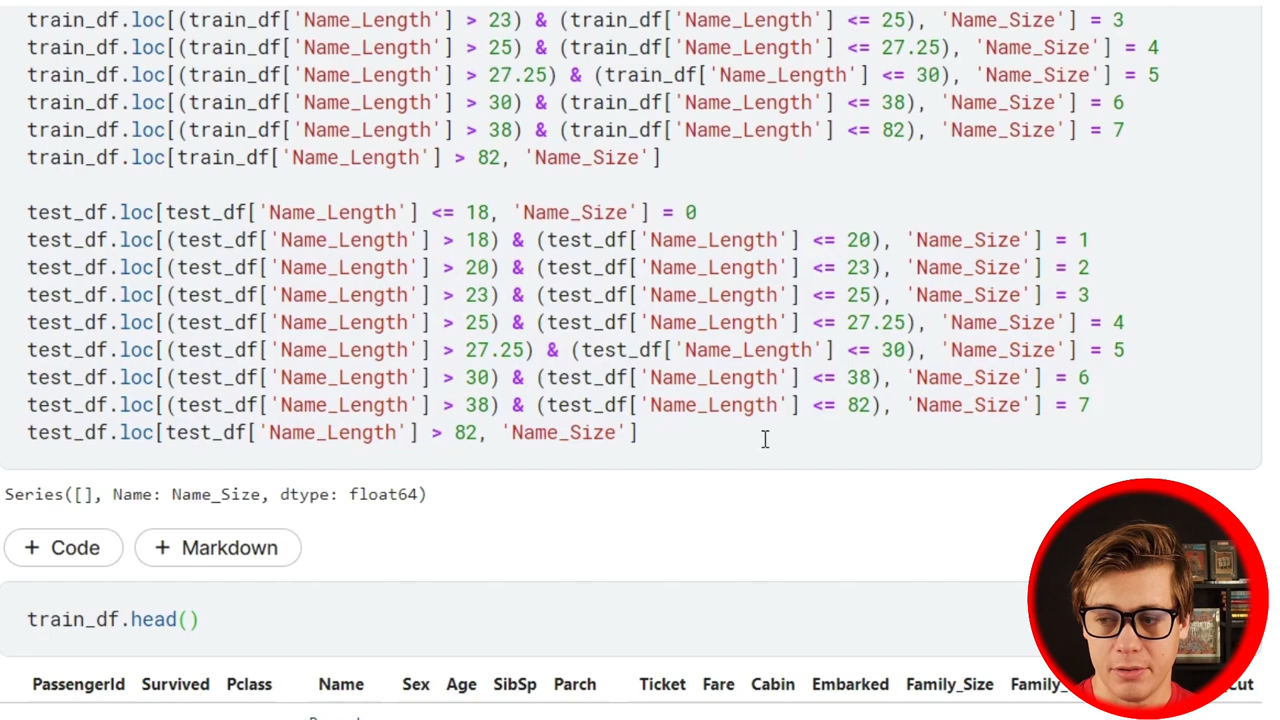 train_df.loc[(train_df['Name_Length'] > 23) & (train_df['Name_Length'] <= 25), 'Name_Size'] = 3
train_df.loc[(train_df['Name_Length'] > 25) & (train_df['Name_Length'] <= 27.25), 'Name_Size'] = 4
train_df.loc[(train_df['Name_Length'] > 27.25) & (train_df['Name_Length'] <= 30), 'Name_Size'] = 5
train_df.loc[(train_df['Name_Length'] > 30) & (train_df['Name_Length'] <= 38), 'Name_Size'] = 6
train_df.loc[(train_df['Name_Length'] > 38) & (train_df['Name_Length'] <= 82), 'Name_Size'] = 7
train_df.loc[train_df['Name_Length'] > 82, 'Name_Size']
test_df.loc[test_df['Name_Length'] <= 18, 'Name_Size'] = 0
test_df.loc[(test_df['Name_Length'] > 18) & (test_df['Name_Length'] <= 20), 'Name_Size'] = 1
test_df.loc[(test_df['Name_Length'] > 20) & (test_df['Name_Length'] <= 23), 'Name_Size'] = 2
test_df.loc[(test_df['Name_Length'] > 23) & (test_df['Name_Length'] <= 25), 'Name_Size'] = 3
test_df.loc[(test_df['Name_Length'] > 25) & (test_df['Name_Length'] <= 27.25), 'Name_Size'] = 4
test_df.loc[(test_df['Name_Length'] > 27.25) & (test_df['Name_Length'] <= 30), 'Name_Size'] = 5
test_df.loc[(test_df['Name_Length'] > 30) & (test_df['Name_Length'] <= 38), 'Name_Size'] = 6
test_df.loc[(test_df['Name_Length'] > 38) & (test_df['Name_Length'] <= 82), 'Name_Size'] = 7
test_df.loc[test_df['Name_Length'] > 82, 'Name_Size']
Series([], Name: Name_Size, dtype: float64)
+ Code + Markdown
train_df.head()
PassengerId Survived Pclass Name Sex Age SibSp Parch Ticket Fare Cabin Embarked Family_Size